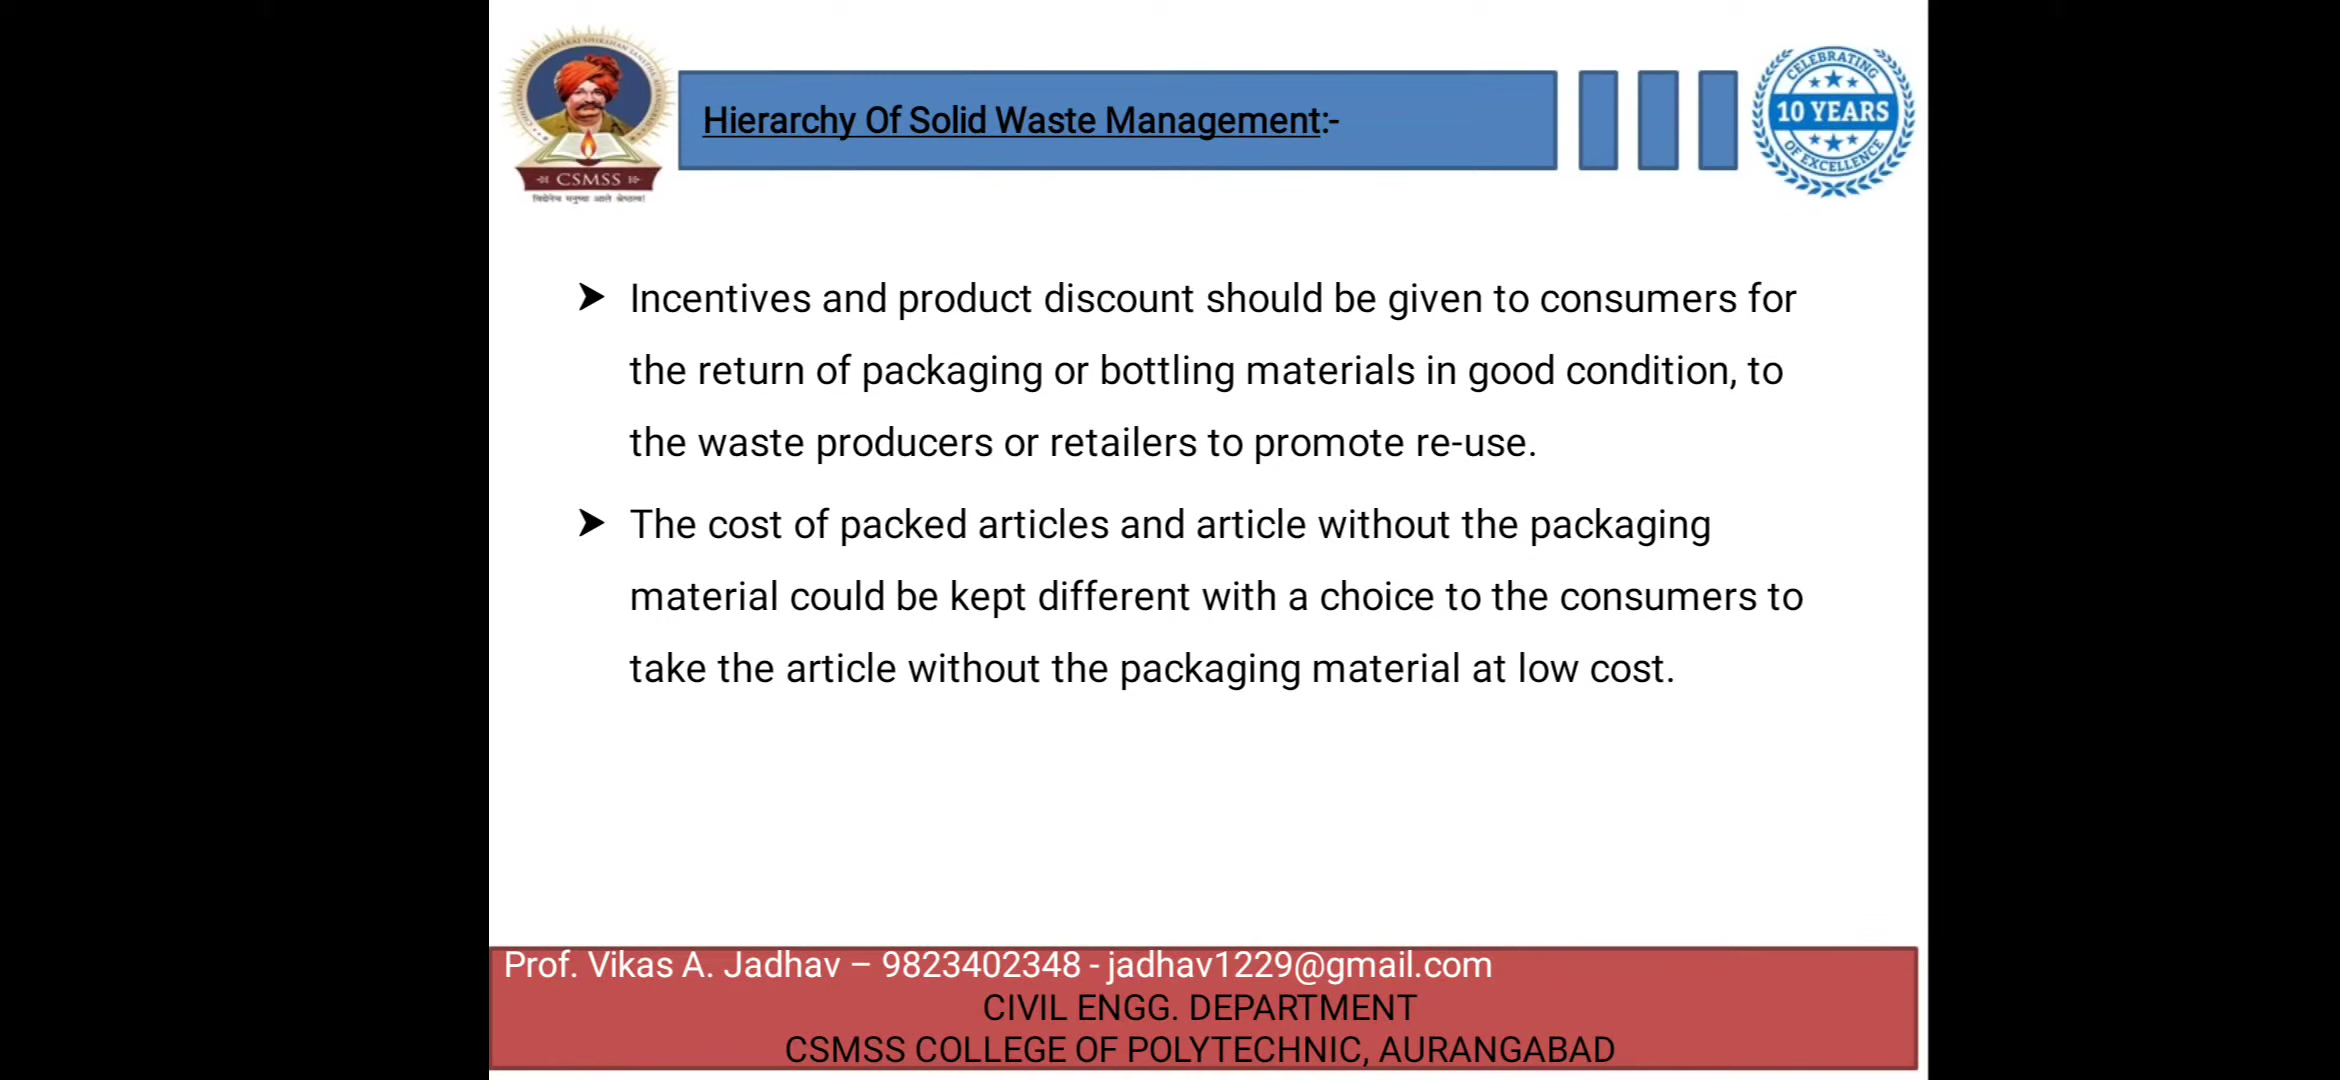 CSMSS
Hierarchy Of Solid Waste Management:-
CELEBRATING
10 YEARS
OF EXCELLENCE
➤ Incentives and product discount should be given to consumers for
the return of packaging or bottling materials in good condition, to
the waste producers or retailers to promote re-use.
➤ The cost of packed articles and article without the packaging
material could be kept different with a choice to the consumers to
take the article without the packaging material at low cost.
Prof. Vikas A. Jadhav – 9823402348 - jadhav1229@gmail.com
CIVIL ENGG. DEPARTMENT
CSMSS COLLEGE OF POLYTECHNIC, AURANGABAD